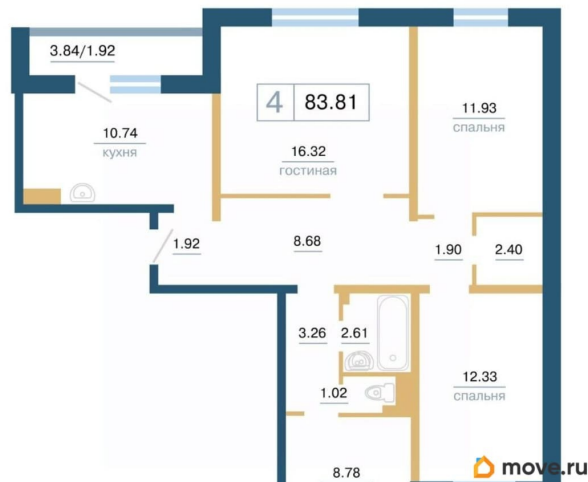 3.84/1.92
4 83.81
11.93
спальня
10.74
кухня
16.32
гостиная
1.92
8.68
1.90
2.40
3.26
2.61
12.33
спальня
1.02
8.78
move.ru